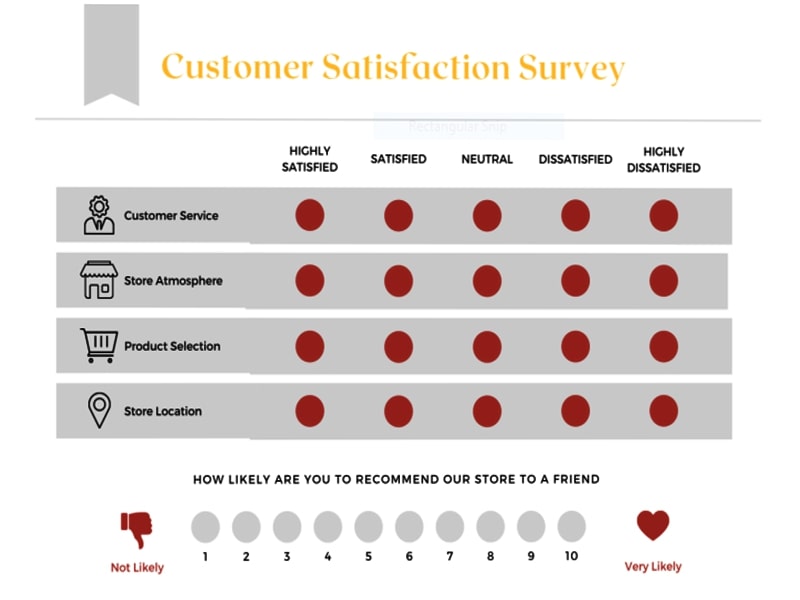 Customer Satisfaction Survey
Rectangular Snip
HIGHLY SATISFIED SATISFIED NEUTRAL DISSATISFIED HIGHLY DISSATISFIED
Customer Service
Store Atmosphere
Product Selection
Store Location
HOW LIKELY ARE YOU TO RECOMMEND OUR STORE TO A FRIEND
1 2 3 4 5 6 7 8 9 10
Not Likely Very Likely